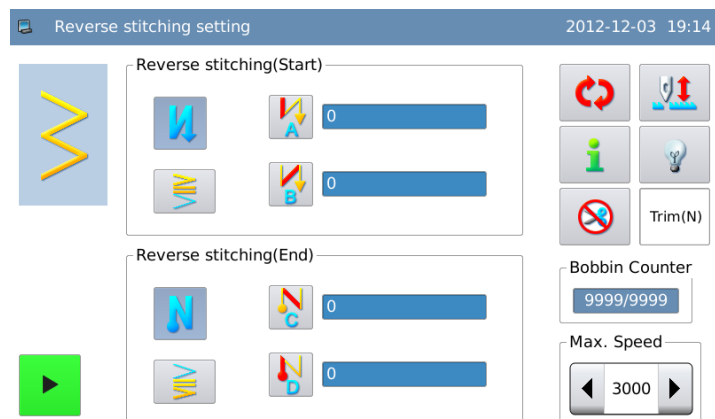 Reverse stitching setting 2012-12-03 19:14
Reverse stitching(Start)
A 0
B 0
Trim(N)
Reverse stitching(End)
C 0
D 0
Bobbin Counter
9999/9999
Max. Speed
3000